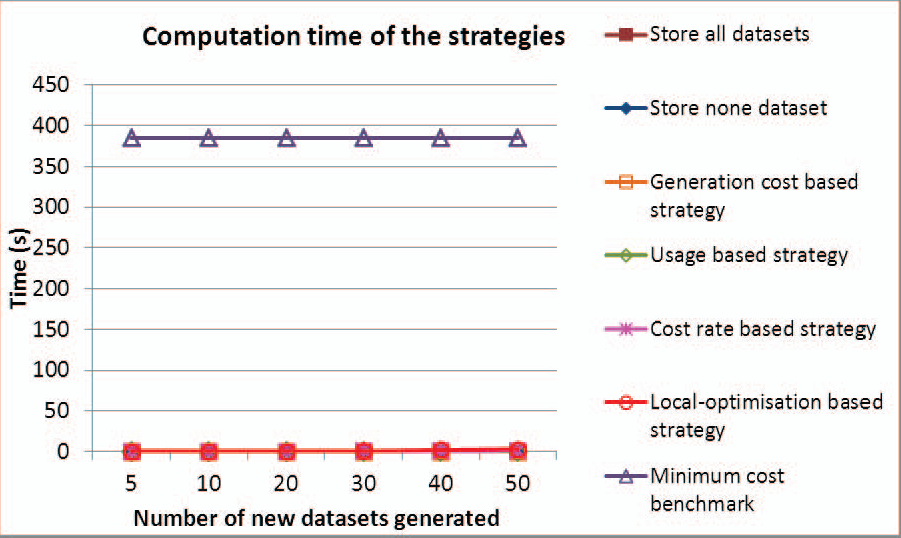 Computation time of the strategies
450
400
350
300
250
200
150
100
50
0
Time (s)
5 10 20 30 40 50
Number of new datasets generated
Store all datasets
Store none dataset
Generation cost based
strategy
Usage based strategy
Cost rate based strategy
Local-optimisation based
strategy
Minimum cost
benchmark